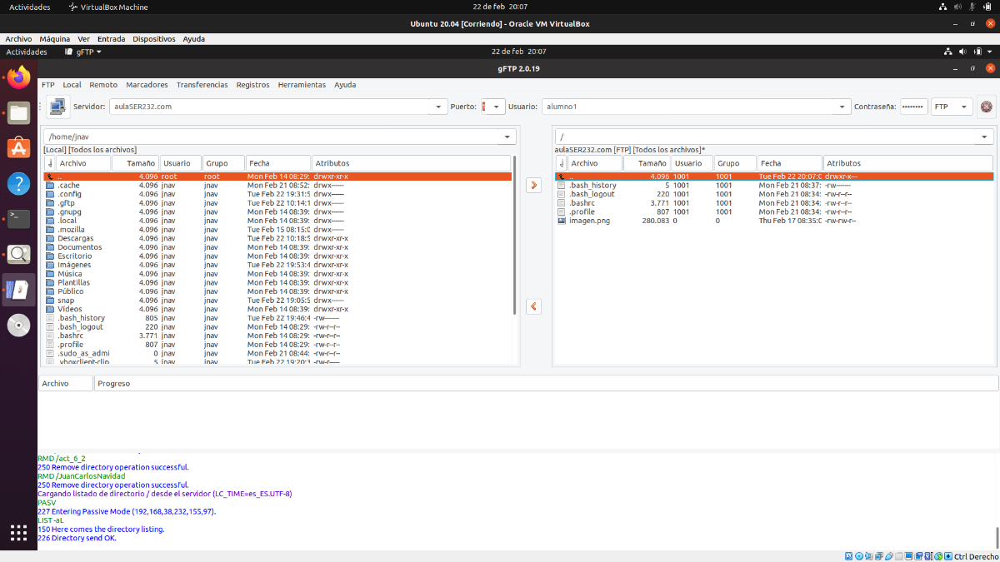 Actividades VirtualBox Machine 22 de feb 20:07
Ubuntu 20.04 [Corriendo] - Oracle VM VirtualBox
Archivo Máquina Ver Entrada Dispositivos Ayuda
Actividades gFTP 22 de feb 20:07
gFTP 2.0.19
FTP Local Remoto Marcadores Transferencias Registros Herramientas Ayuda
Servidor: aulaSER232.com Puerto: Usuario: alumno1 Contraseña: •••••••• FTP
/home/jnav
[Local] [Todos los archivos]
Archivo Tamaño Usuario Grupo Fecha Atributos
.. 4.096 root root Mon Feb 14 08:29: drwxr-xr-x
.cache 4.096 jnav jnav Mon Feb 21 08:52: drwx------
.config 4.096 jnav jnav Tue Feb 22 19:31:5 drwx------
.gftp 4.096 jnav jnav Tue Feb 22 10:14:1 drwx------
.gnupg 4.096 jnav jnav Mon Feb 14 08:39: drwx------
.local 4.096 jnav jnav Mon Feb 14 08:39: drwx------
.mozilla 4.096 jnav jnav Tue Feb 15 08:15:0 drwx------
Descargas 4.096 jnav jnav Tue Feb 22 10:18:5 drwxr-xr-x
Documentos 4.096 jnav jnav Mon Feb 14 08:39: drwxr-xr-x
Escritorio 4.096 jnav jnav Mon Feb 14 08:39: drwxr-xr-x
Imágenes 4.096 jnav jnav Tue Feb 22 19:53:4 drwxr-xr-x
Música 4.096 jnav jnav Mon Feb 14 08:39: drwxr-xr-x
Plantillas 4.096 jnav jnav Mon Feb 14 08:39: drwxr-xr-x
Público 4.096 jnav jnav Mon Feb 14 08:39: drwxr-xr-x
snap 4.096 jnav jnav Tue Feb 22 19:05:5 drwx------
Vídeos 4.096 jnav jnav Mon Feb 14 08:39: drwxr-xr-x
.bash_history 805 jnav jnav Tue Feb 22 19:46:4 -rw-------
.bash_logout 220 jnav jnav Mon Feb 14 08:29: -rw-r--r--
.bashrc 3.771 jnav jnav Mon Feb 14 08:29: -rw-r--r--
.profile 807 jnav jnav Mon Feb 14 08:29: -rw-r--r--
.sudo_as_admi 0 jnav jnav Mon Feb 21 08:44: -rw-r--r--
.vboxclient-clip 5 jnav jnav Tue Feb 22 19:20:3 -rw-r-----
/
aulaSER232.com [FTP] [Todos los archivos]*
Archivo Tamaño Usuario Grupo Fecha Atributos
.. 4.096 1001 1001 Tue Feb 22 20:07:0 drwxr-x---
.bash_history 5 1001 1001 Mon Feb 21 08:37: -rw-------
.bash_logout 220 1001 1001 Mon Feb 21 08:34: -rw-r--r--
.bashrc 3.771 1001 1001 Mon Feb 21 08:34: -rw-r--r--
.profile 807 1001 1001 Mon Feb 21 08:34: -rw-r--r--
imagen.png 280.083 0 0 Thu Feb 17 08:35:0 -rw-rw-r--
Archivo Progreso
RMD /act_6_2
250 Remove directory operation successful.
RMD /JuanCarlosNavidad
250 Remove directory operation successful.
Cargando listado de directorio / desde el servidor (LC_TIME=es_ES.UTF-8)
PASV
227 Entering Passive Mode (192,168,38,232,155,97).
LIST -aL
150 Here comes the directory listing.
226 Directory send OK.
Ctrl Derecho